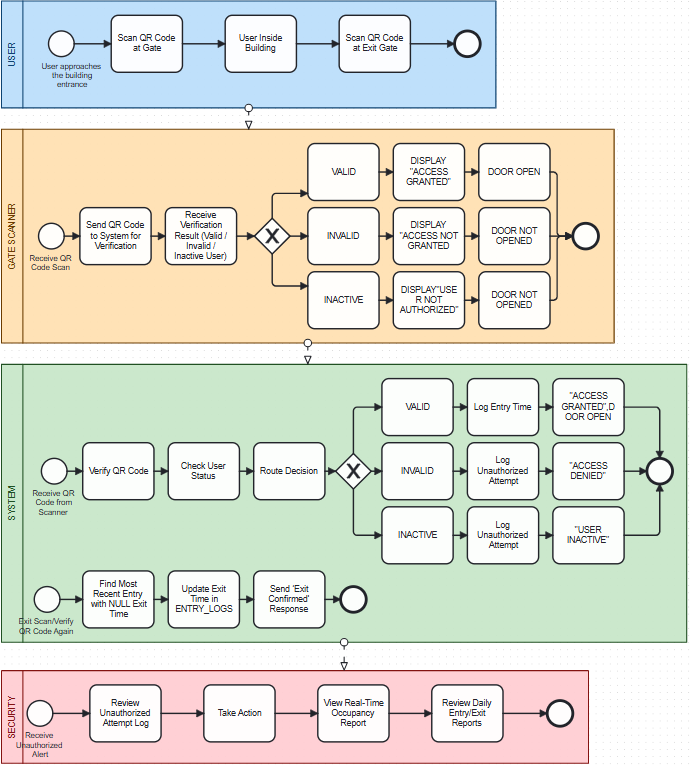 USER
Scan QR Code
at Gate
User Inside
Building
Scan QR Code
at Exit Gate
User approaches
the building
entrance
GATE SCANNER
Receive QR
Code Scan
Send QR Code
to System for
Verification
Receive
Verification
Result (Valid /
Invalid /
Inactive User)
X
VALID
DISPLAY
"ACCESS
GRANTED"
DOOR OPEN
INVALID
DISPLAY
"ACCESS NOT
GRANTED
DOOR NOT
OPENED
INACTIVE
DISPLAY"USE
R NOT
AUTHORIZED"
DOOR NOT
OPENED
SYSTEM
Receive QR
Code from
Scanner
Verify QR Code
Check User
Status
Route Decision
X
VALID
Log Entry Time
"ACCESS
GRANTED",D
OOR OPEN
INVALID
Log
Unauthorized
Attempt
"ACCESS
DENIED"
INACTIVE
Log
Unauthorized
Attempt
"USER
INACTIVE"
Exit Scan/Verify
QR Code Again
Find Most
Recent Entry
with NULL Exit
Time
Update Exit
Time in
ENTRY_LOGS
Send 'Exit
Confirmed'
Response
SECURITY
Receive
Unauthorized
Alert
Review
Unauthorized
Attempt Log
Take Action
View Real-Time
Occupancy
Report
Review Daily
Entry/Exit
Reports